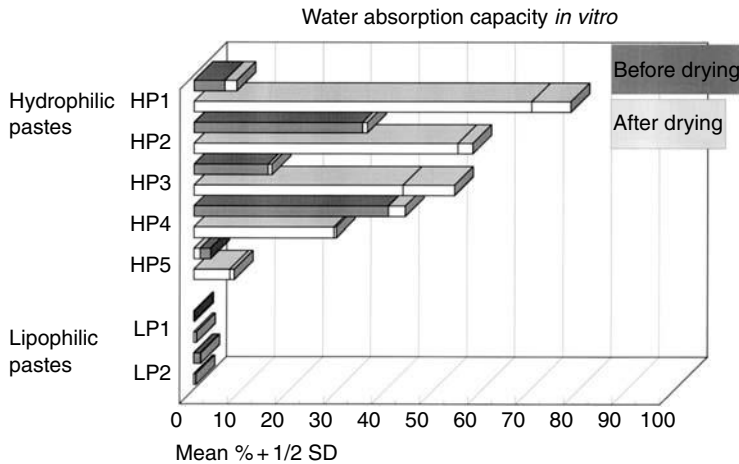 Water absorption capacity in vitro
Before drying
After drying
Hydrophilic
pastes
HP1
HP2
HP3
HP4
HP5
Lipophilic
pastes
LP1
LP2
0 10 20 30 40 50 60 70 80 90 100
Mean % + 1/2 SD